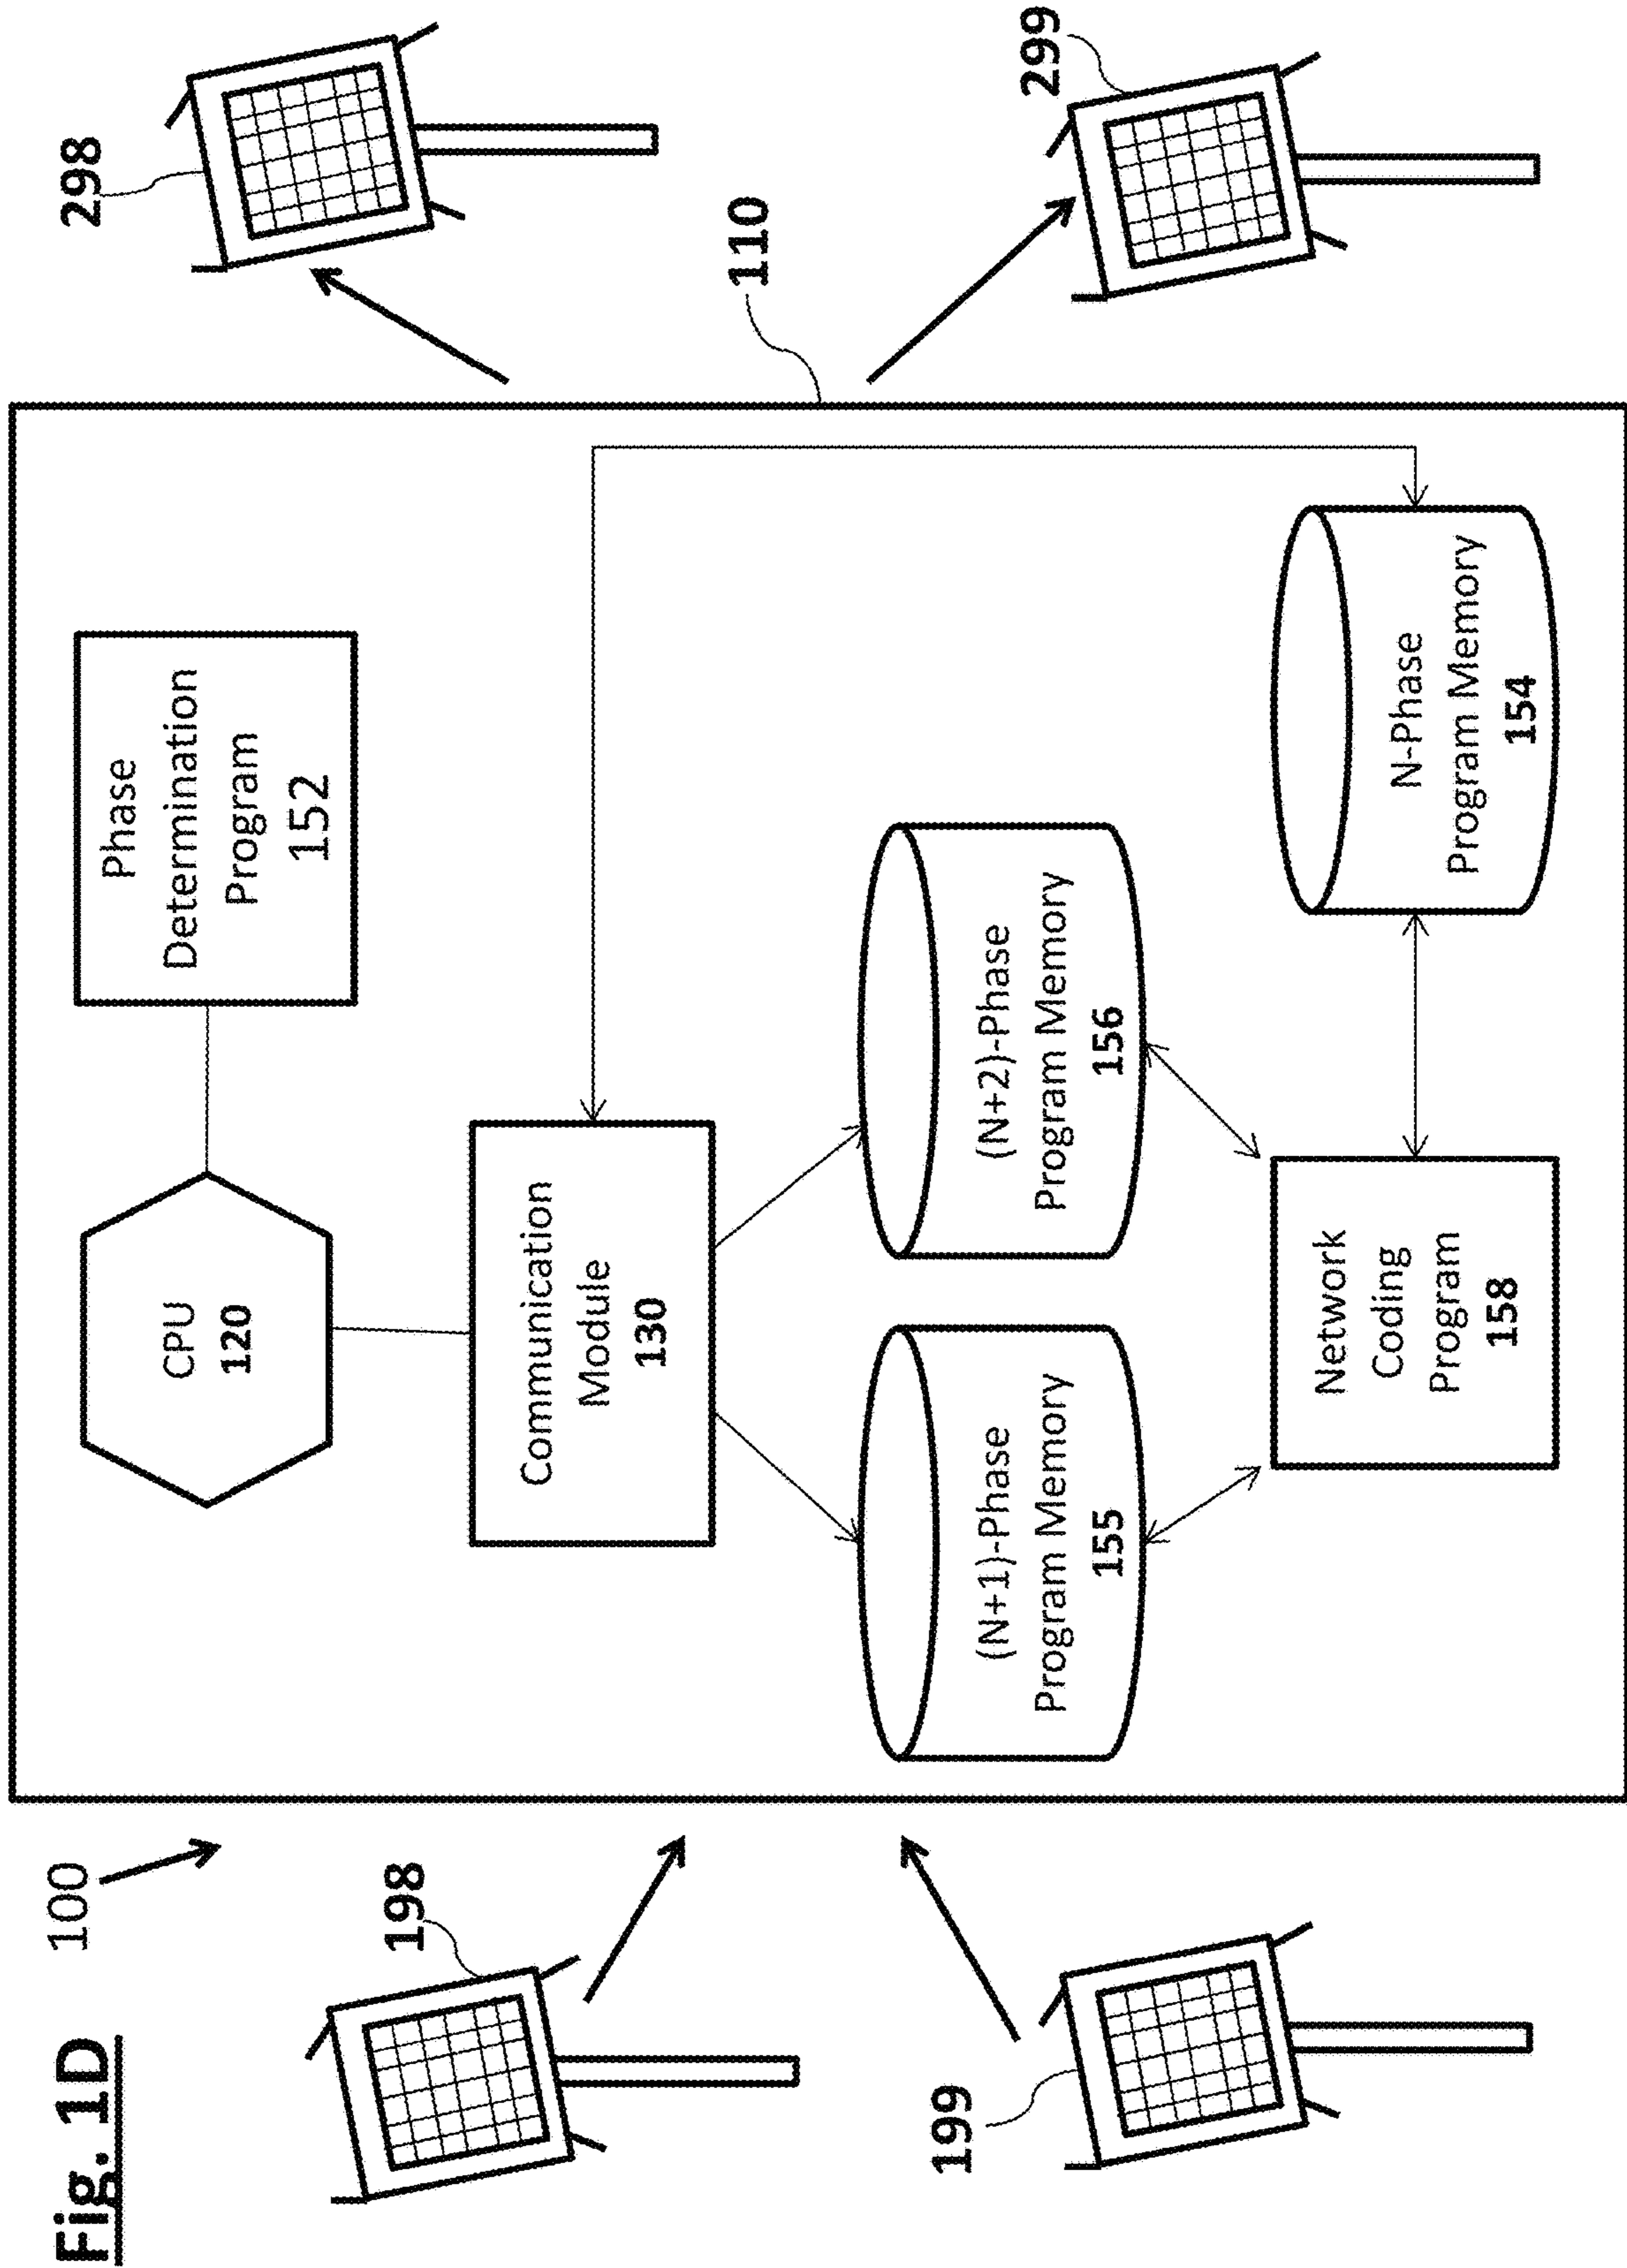 Fig. 1D
100
198
199
CPU
120
Phase
Determination
Program
152
Communication
Module
130
(N+1)-Phase
Program Memory
155
(N+2)-Phase
Program Memory
156
Network
Coding
Program
158
N-Phase
Program Memory
154
110
298
299